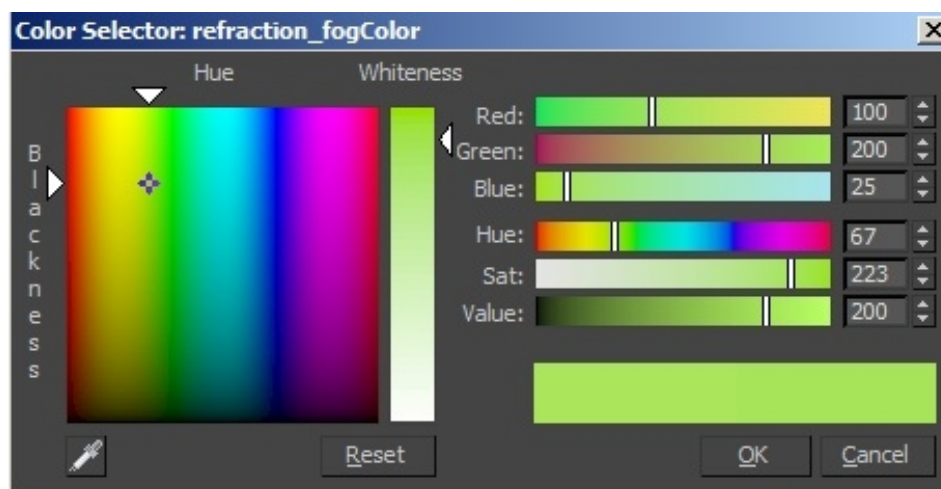 Color Selector: refraction_fogColor
Hue
Whiteness
Blackness
Red: 100
Green: 200
Blue: 25
Hue: 67
Sat: 223
Value: 200
Reset
OK
Cancel